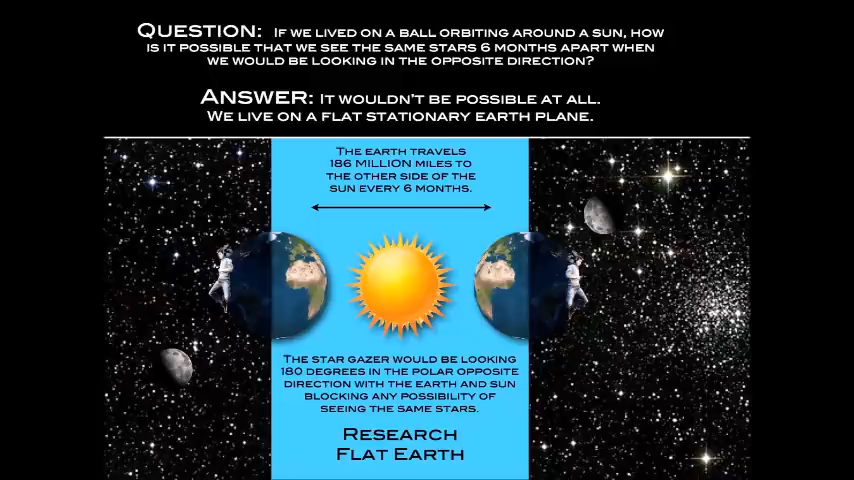 QUESTION: IF WE LIVED ON A BALL ORBITING AROUND A SUN, HOW
IS IT POSSIBLE THAT WE SEE THE SAME STARS 6 MONTHS APART WHEN
WE WOULD BE LOOKING IN THE OPPOSITE DIRECTION?
ANSWER: IT WOULDN'T BE POSSIBLE AT ALL.
WE LIVE ON A FLAT STATIONARY EARTH PLANE.
THE EARTH TRAVELS
186 MILLION MILES TO
THE OTHER SIDE OF THE
SUN EVERY 6 MONTHS.
THE STAR GAZER WOULD BE LOOKING
180 DEGREES IN THE POLAR OPPOSITE
DIRECTION WITH THE EARTH AND SUN
BLOCKING ANY POSSIBILITY OF
SEEING THE SAME STARS.
RESEARCH
FLAT EARTH